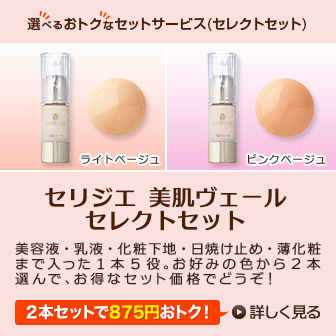 選べるおトクなセットサービス(セレクトセット)
ライトベージュ
ピンクベージュ
セリジエ 美肌ヴェール
セレクトセット
美容液・乳液・化粧下地・日焼け止め・薄化粧
まで入った１本５役。お好みの色から２本
選んで、お得なセット価格でどうぞ！
2本セットで875円おトク！
詳しく見る